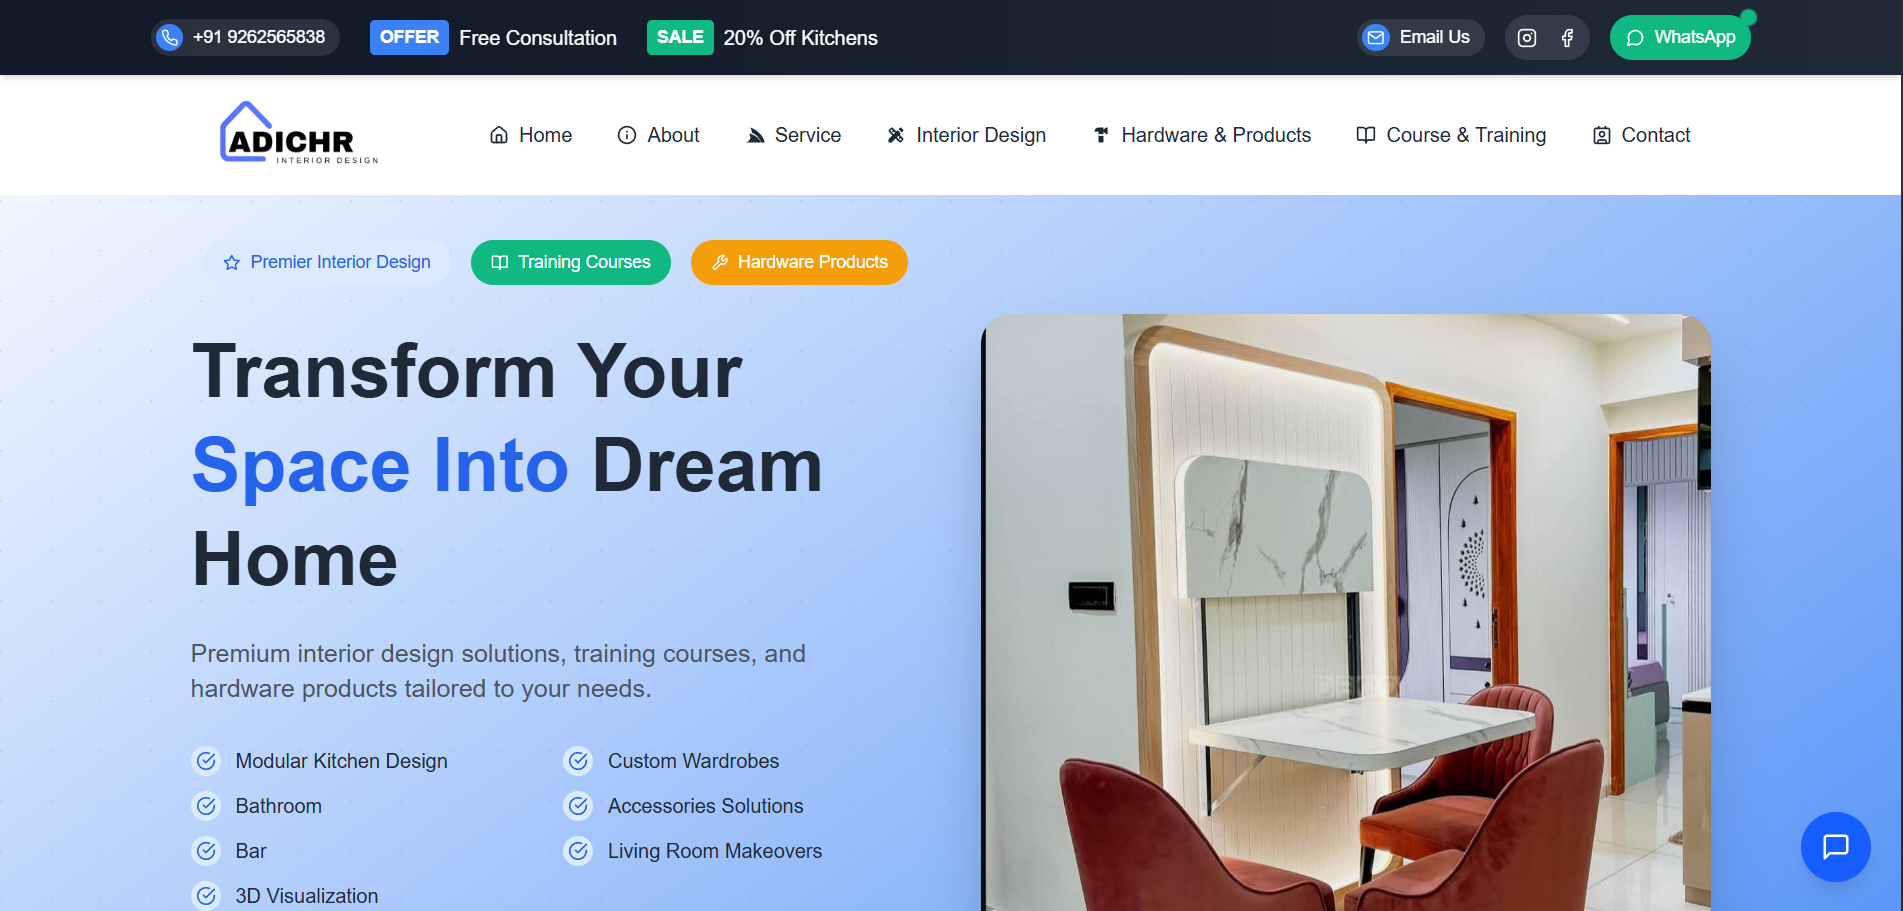 +91 9262565838
OFFER Free Consultation
SALE 20% Off Kitchens
Email Us
WhatsApp
ADICHR
INTERIOR DESIGN
Home
About
Service
Interior Design
Hardware & Products
Course & Training
Contact
Premier Interior Design
Training Courses
Hardware Products
Transform Your
Space Into Dream
Home
Premium interior design solutions, training courses, and
hardware products tailored to your needs.
Modular Kitchen Design
Custom Wardrobes
Bathroom
Accessories Solutions
Bar
Living Room Makeovers
3D Visualization